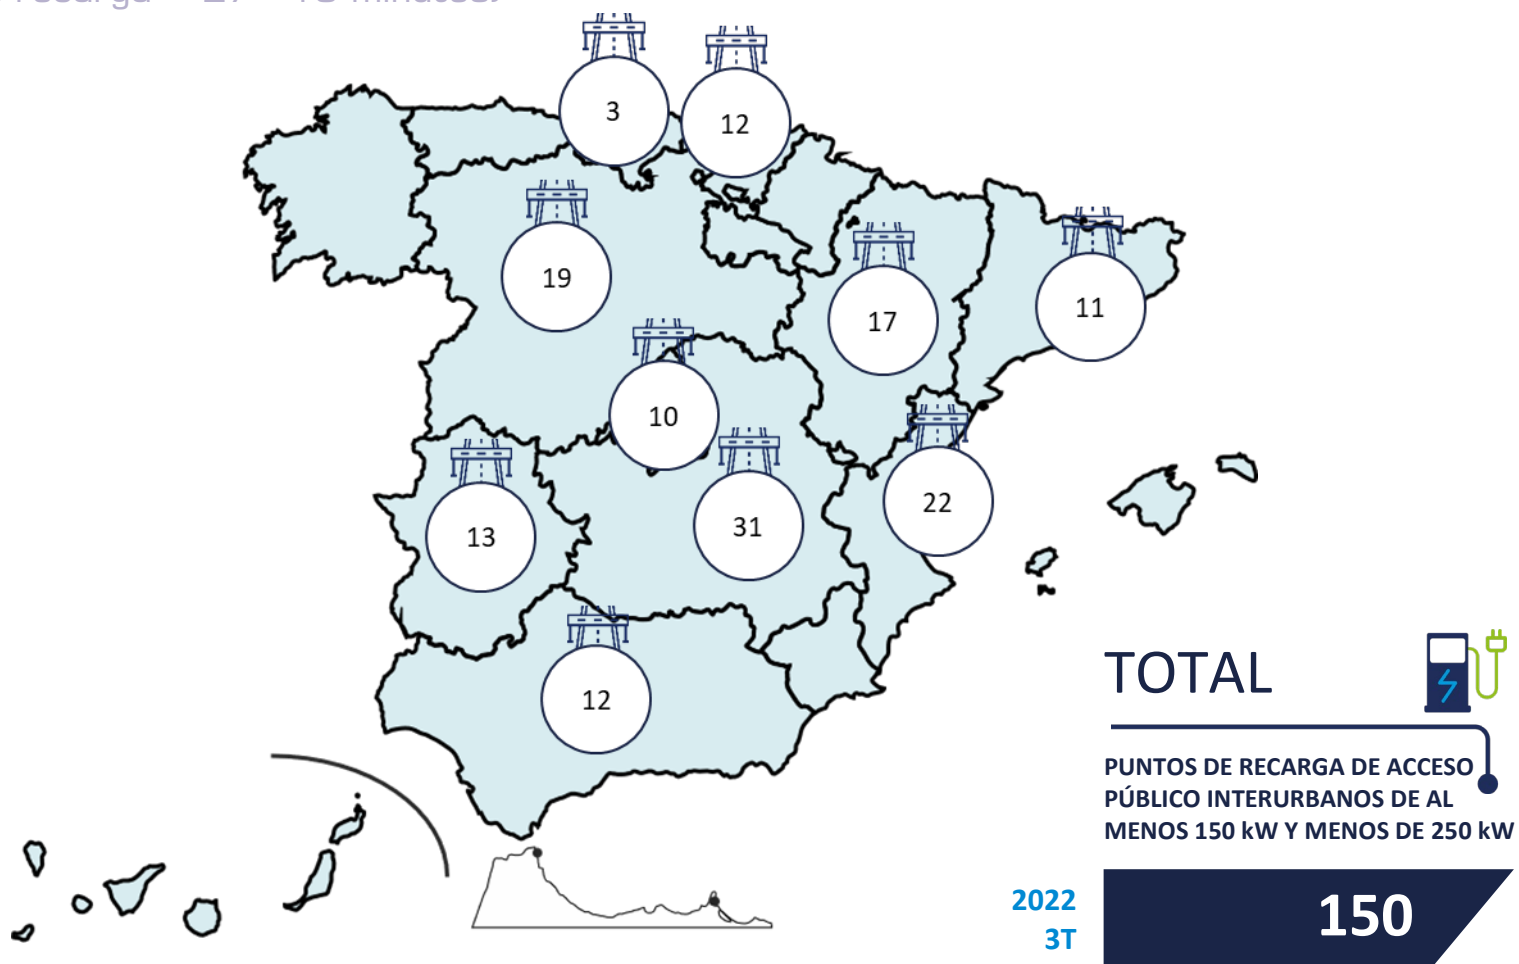 recarga
3
12
19
17
11
10
22
31
13
12
TOTAL
PUNTOS DE RECARGA DE ACCESO
PÚBLICO INTERURBANOS DE AL
MENOS 150 kW Y MENOS DE 250 kW
2022
3T
150